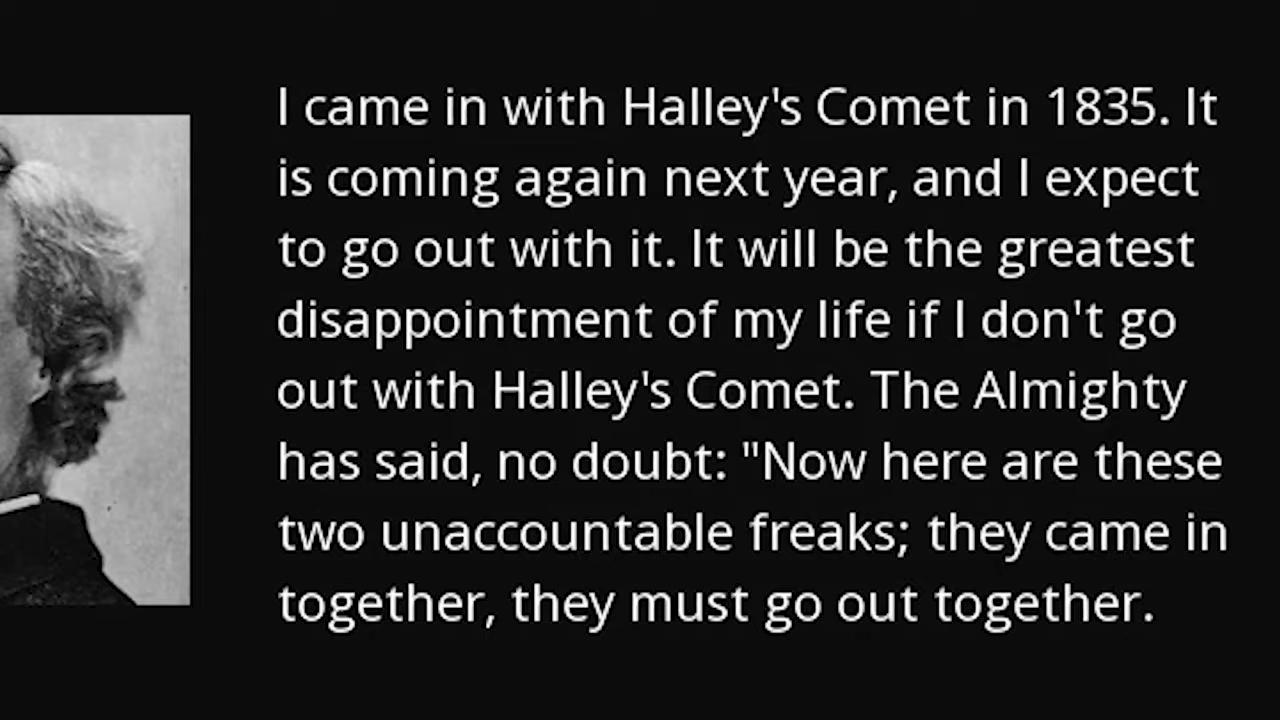 I came in with Halley's Comet in 1835. It
is coming again next year, and I expect
to go out with it. It will be the greatest
disappointment of my life if I don't go
out with Halley's Comet. The Almighty
has said, no doubt: "Now here are these
two unaccountable freaks; they came in
together, they must go out together.